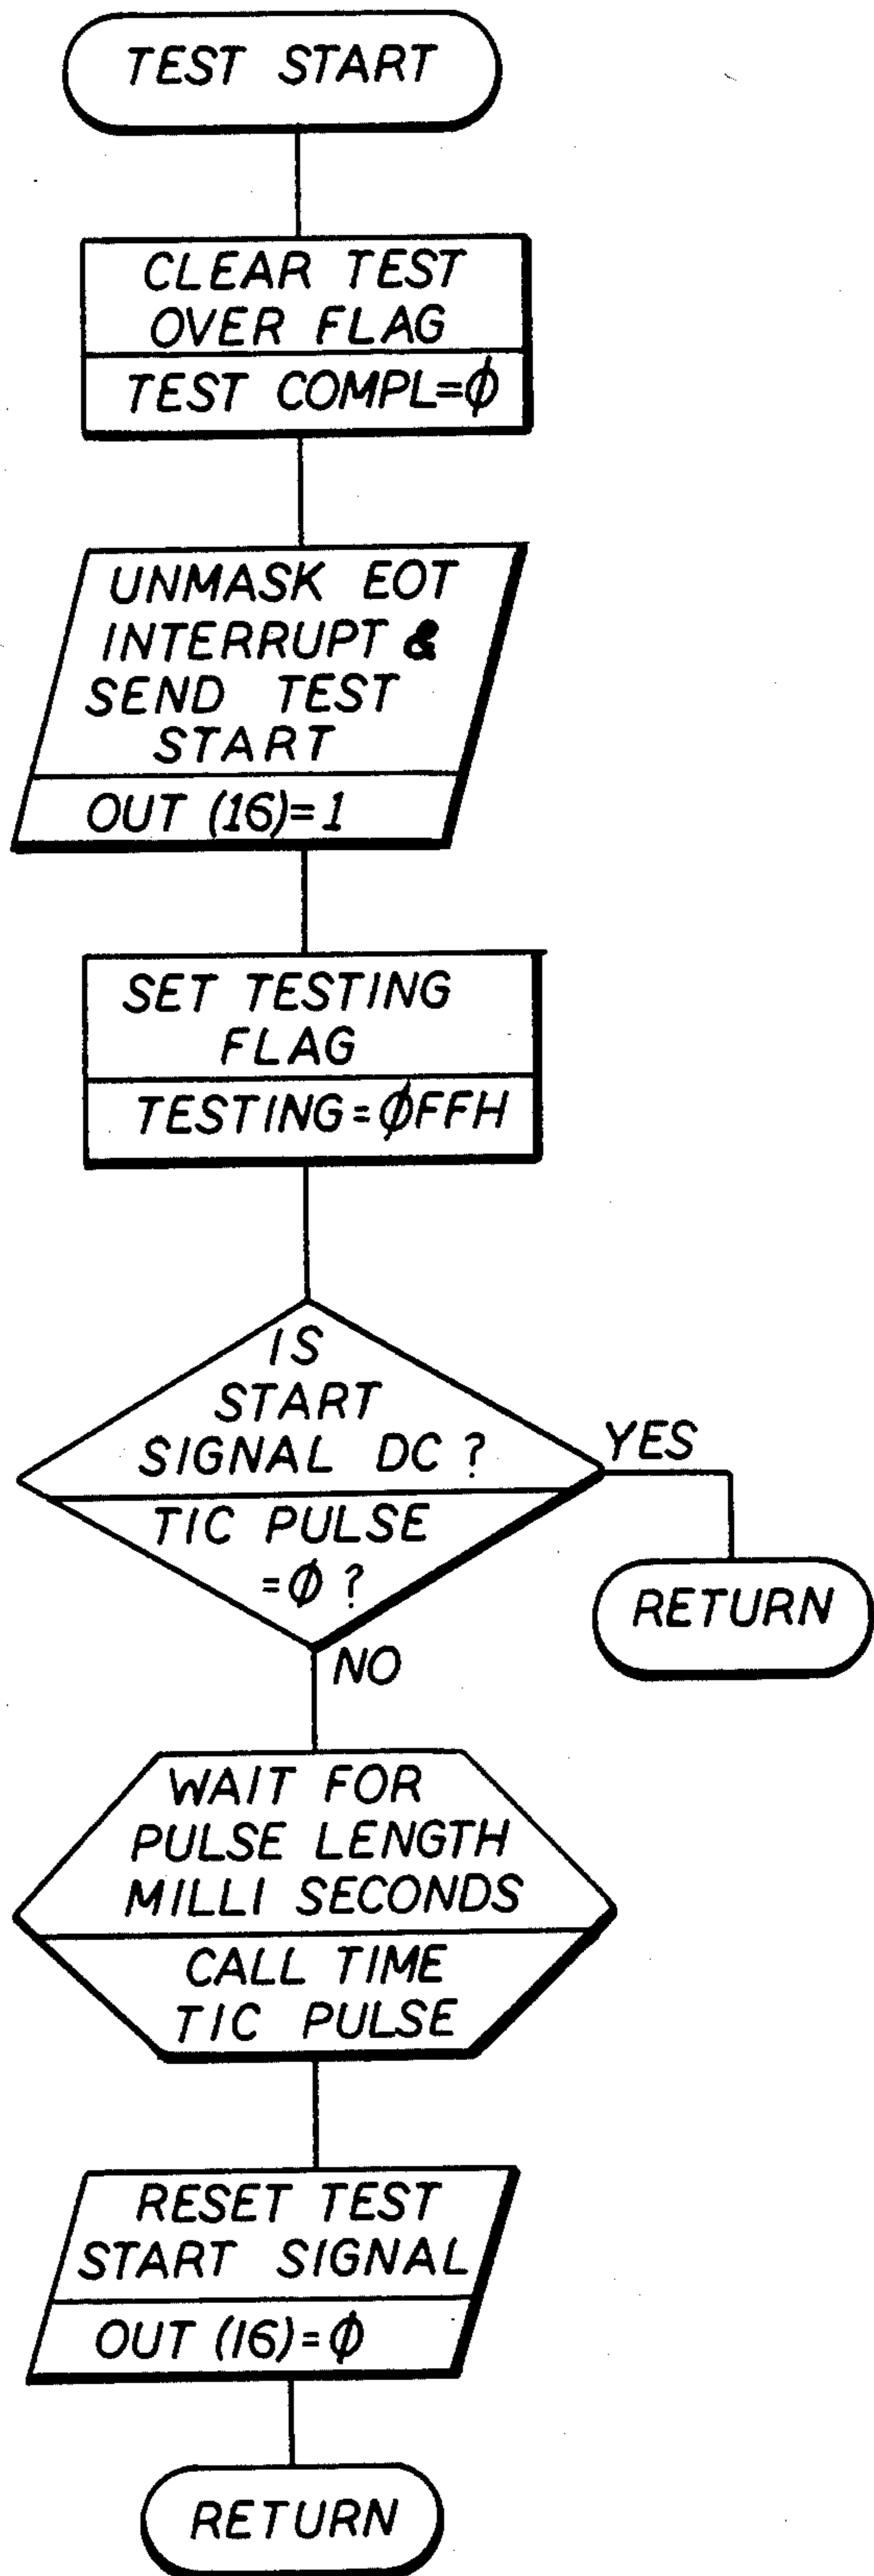 TEST START
CLEAR TEST
OVER FLAG
TEST COMPL=ϕ
UNMASK EOT
INTERRUPT &
SEND TEST
START
OUT (16)=1
SET TESTING
FLAG
TESTING=ϕFFH
IS
START
SIGNAL DC ?
YES
TIC PULSE
=ϕ ?
RETURN
NO
WAIT FOR
PULSE LENGTH
MILLI SECONDS
CALL TIME
TIC PULSE
RESET TEST
START SIGNAL
OUT (16)=ϕ
RETURN